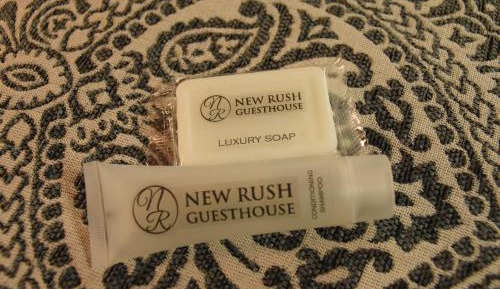 NR
NEW RUSH
GUESTHOUSE
LUXURY SOAP
NR
NEW RUSH
GUESTHOUSE
CONDITIONING
SHAMPOO